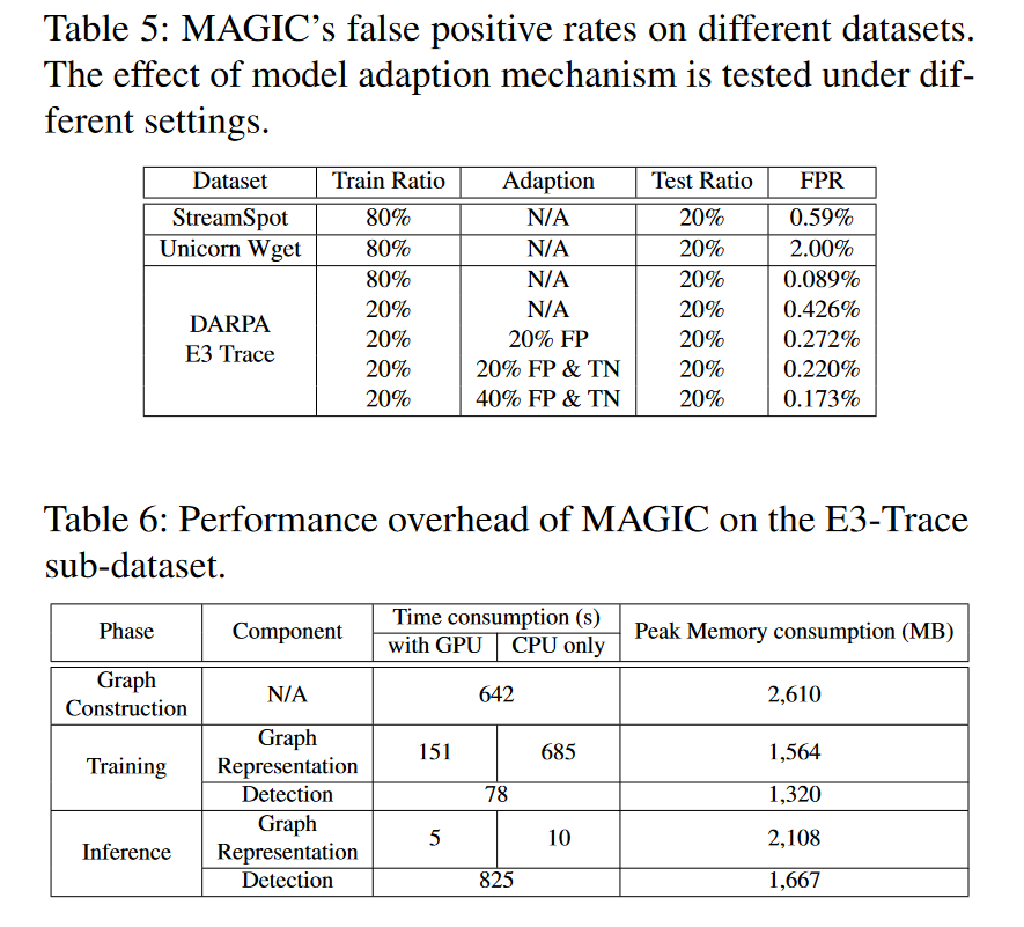 Table 5: MAGIC's false positive rates on different datasets.
The effect of model adaption mechanism is tested under dif-
ferent settings.
Dataset Train Ratio Adaption Test Ratio FPR
StreamSpot 80% N/A 20% 0.59%
Unicorn Wget 80% N/A 20% 2.00%
DARPA E3 Trace 80% N/A 20% 0.089%
20% N/A 20% 0.426%
20% 20% FP 20% 0.272%
20% 20% FP & TN 20% 0.220%
20% 40% FP & TN 20% 0.173%
Table 6: Performance overhead of MAGIC on the E3-Trace
sub-dataset.
Phase Component Time consumption (s) Peak Memory consumption (MB)
with GPU CPU only
Graph Construction N/A 642 2,610
Training Graph Representation 151 685 1,564
Detection 78 1,320
Inference Graph Representation 5 10 2,108
Detection 825 1,667